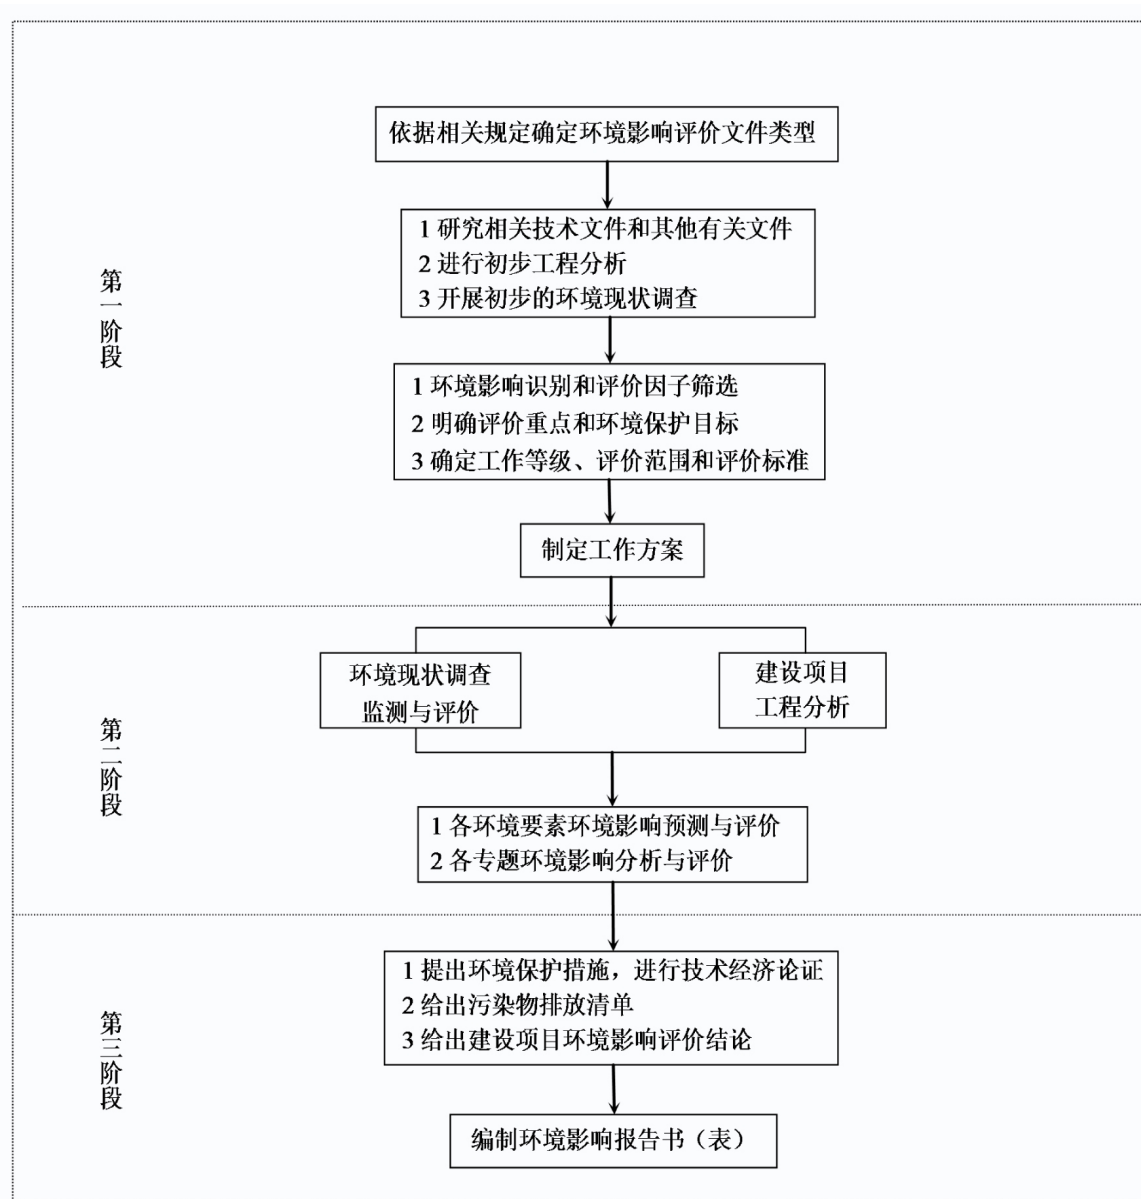 依据相关规定确定环境影响评价文件类型
第一阶段
1 研究相关技术文件和其他有关文件
2 进行初步工程分析
3 开展初步的环境现状调查
1 环境影响识别和评价因子筛选
2 明确评价重点和环境保护目标
3 确定工作等级、评价范围和评价标准
制定工作方案
第二阶段
环境现状调查
监测与评价
建设项目
工程分析
1 各环境要素环境影响预测与评价
2 各专题环境影响分析与评价
第三阶段
1 提出环境保护措施，进行技术经济论证
2 给出污染物排放清单
3 给出建设项目环境影响评价结论
编制环境影响报告书（表）